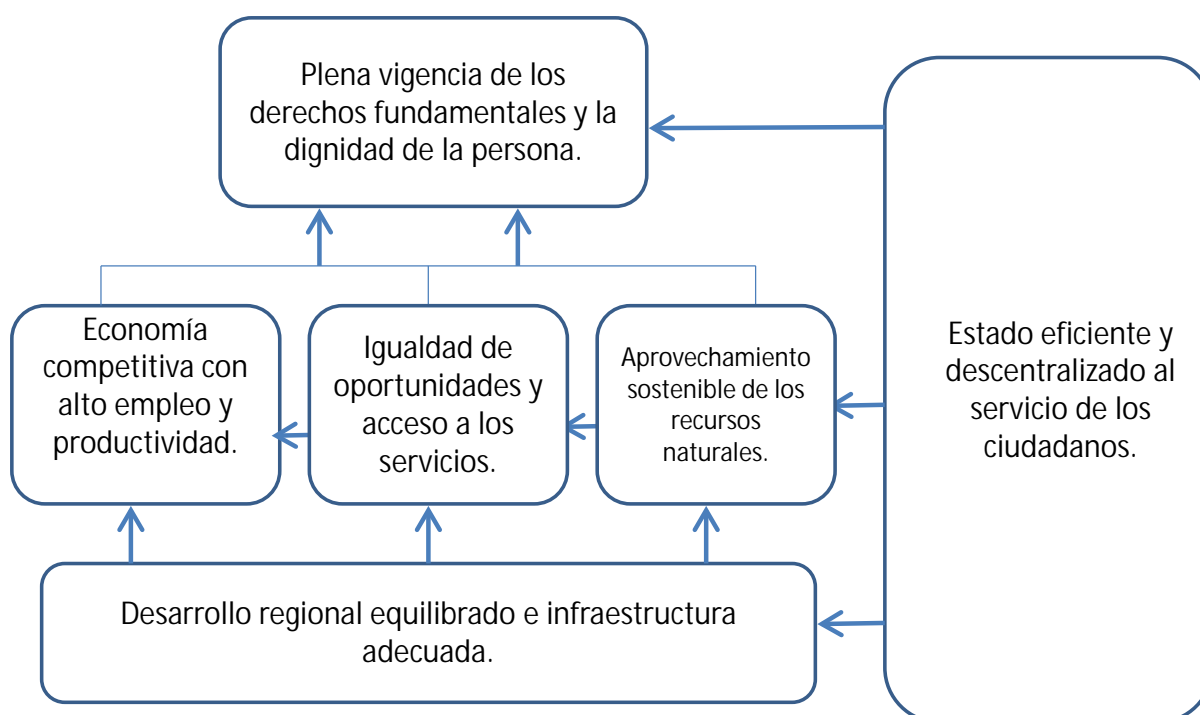 Plena vigencia de los
derechos fundamentales y la
dignidad de la persona.
Economía
competitiva con
alto empleo y
productividad.
Igualdad de
oportunidades y
acceso a los
servicios.
Aprovechamiento
sostenible de los
recursos
naturales.
Estado eficiente y
descentralizado al
servicio de los
ciudadanos.
Desarrollo regional equilibrado e infraestructura
adecuada.